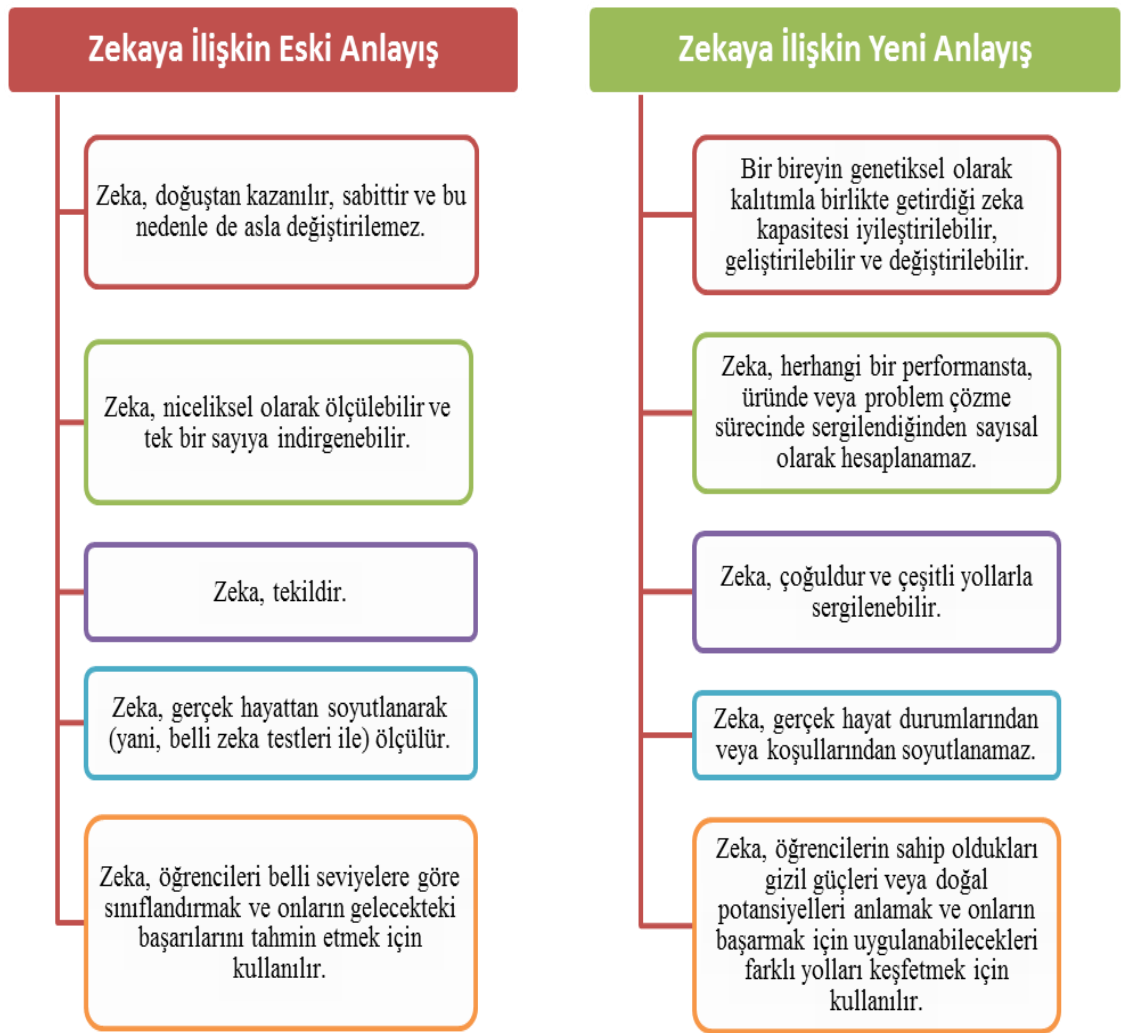 Zekaya İlişkin Eski Anlayış
Zeka, doğuştan kazanılır, sabittir ve bu
nedenle de asla değiştirilemez.
Zeka, niceliksel olarak ölçülebilir ve
tek bir sayıya indirgenebilir.
Zeka, tekildir.
Zeka, gerçek hayattan soyutlanarak
(yani, belli zeka testleri ile) ölçülür.
Zeka, öğrencileri belli seviyelere göre
sınıflandırmak ve onların gelecekteki
başarılarını tahmin etmek için
kullanılır.
Zekaya İlişkin Yeni Anlayış
Bir bireyin genetiksel olarak
kalıtımla birlikte getirdiği zeka
kapasitesi iyileştirilebilir,
geliştirilebilir ve değiştirilebilir.
Zeka, herhangi bir performansta,
üründe veya problem çözme
sürecinde sergilendiğinden sayısal
olarak hesaplanamaz.
Zeka, çoğuldur ve çeşitli yollarla
sergilenebilir.
Zeka, gerçek hayat durumlarından
veya koşullarından soyutlanamaz.
Zeka, öğrencilerin sahip oldukları
gizil güçleri veya doğal
potansiyelleri anlamak ve onların
başarmak için uygulanabilecekleri
farklı yolları keşfetmek için
kullanılır.